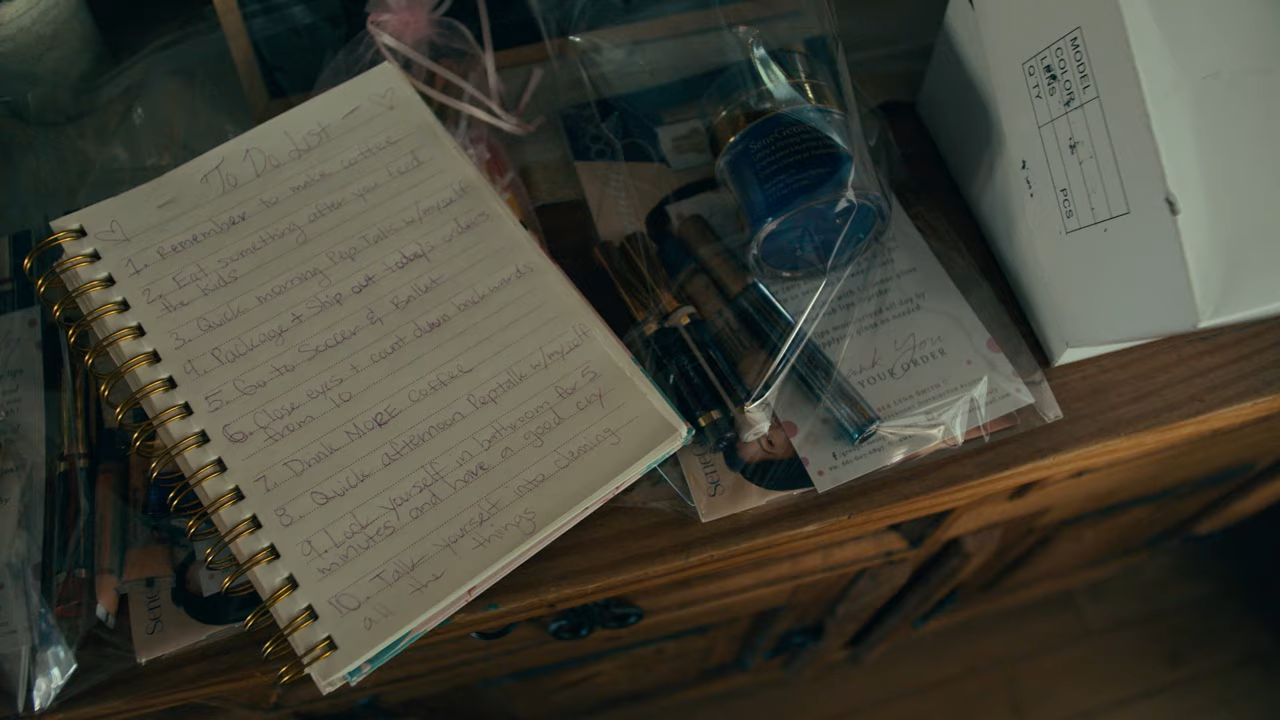 To Do List
1. Remember to make coffee
2. Eat something after you feed
the kids
3. Quick morning Pep Talk w/myself
4. Package + Ship out today's orders
5. Go to Soccer & Ballet
6. Close eyes + count down backwards
from 10
7. Drink MORE coffee
8. Quick afternoon Peptalk w/myself
9. Lock yourself in bathroom for 5
minutes and have a good cry
10. Talk yourself into doing
all the things
SeneGence
Thank You
YOUR ORDER
MODEL
COLOR
LENS
QTY
PCS